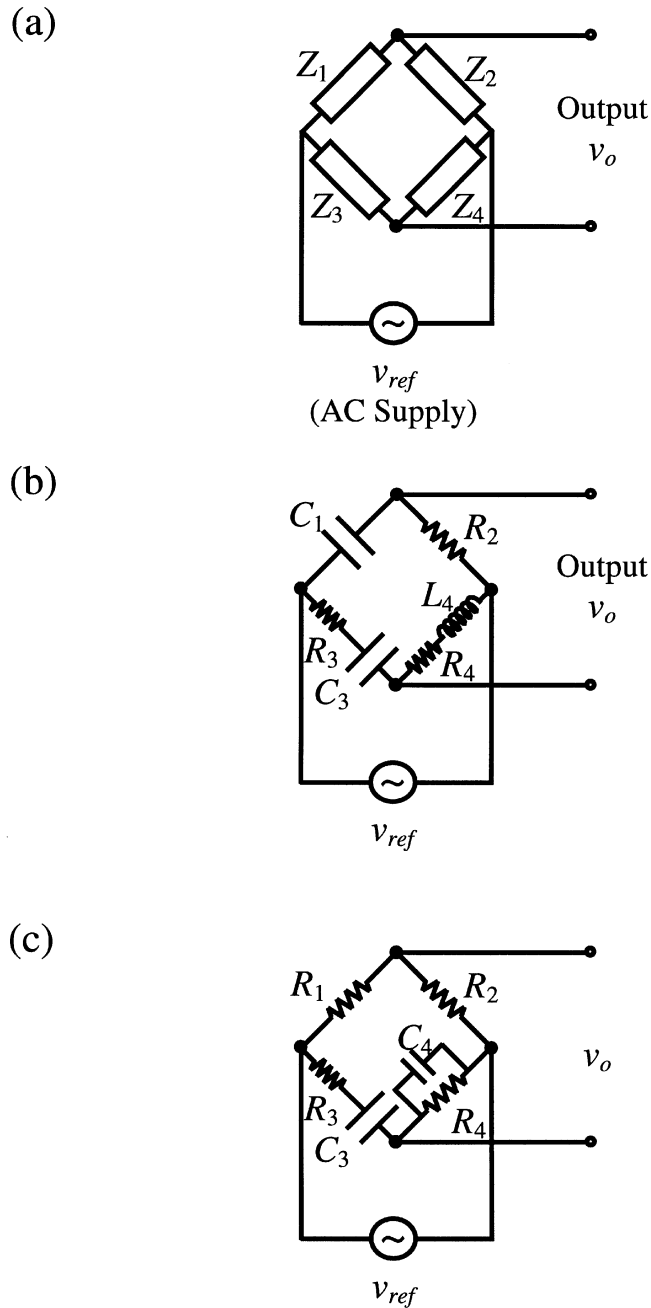 (a)
Z1
Z2
Output
vo
Z3
Z4
~
vref
(AC Supply)
(b)
C1
R2
Output
vo
L4
R3
R4
C3
~
vref
(c)
R1
R2
C4
vo
R3
R4
C3
~
vref